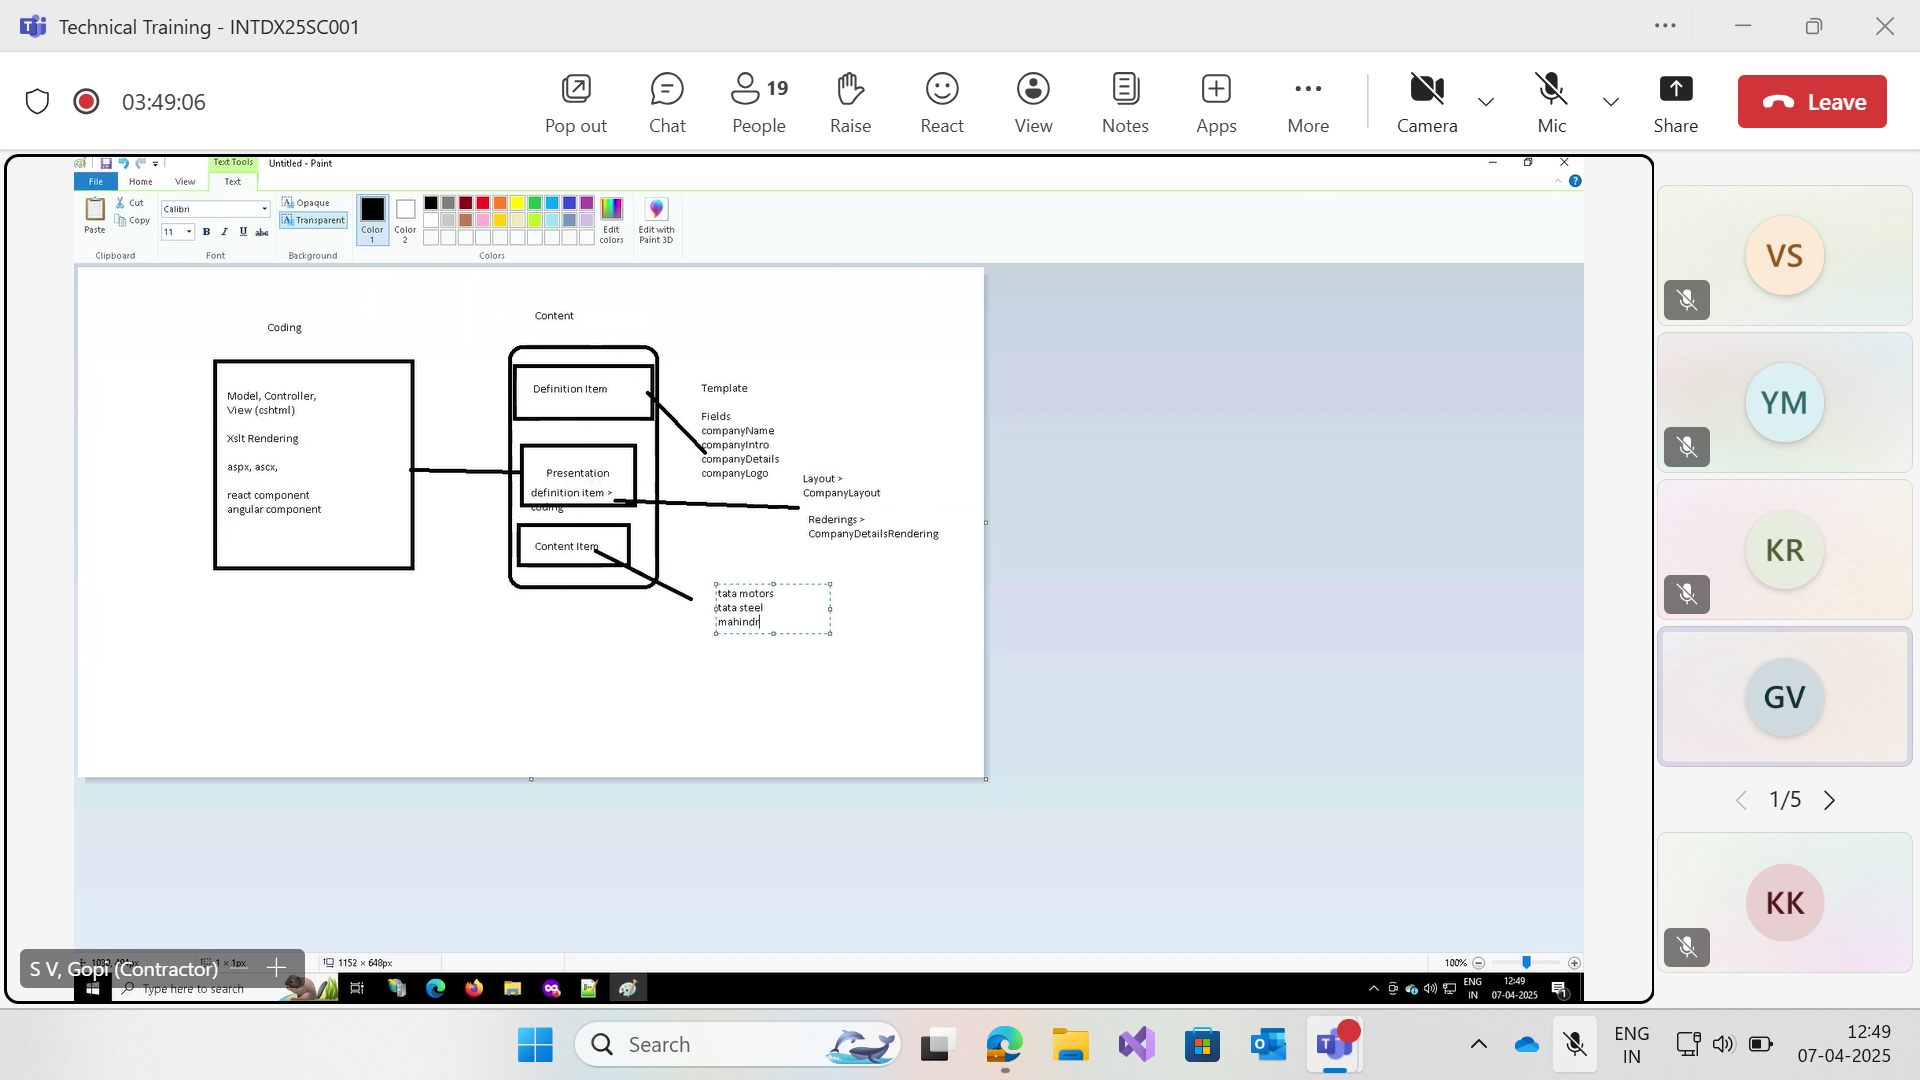 Technical Training - INTDX25SC001
03:49:06
Pop out
Chat
19
People
Raise
React
View
Notes
Apps
More
Camera
Mic
Share
Leave
Text Tools
Untitled - Paint
File
Home
View
Text
Paste
Cut
Copy
Clipboard
Calibri
11
B I U abc
Font
Opaque
Transparent
Background
Color 1
Color 2
Edit colors
Colors
Edit with Paint 3D
Coding
Model, Controller,
View (cshtml)
Xslt Rendering
aspx, ascx,
react component
angular component
Content
Definition Item
Presentation
definition item >
coding
Content Item
Template
Fields
companyName
companyIntro
companyDetails
companyLogo
Layout >
CompanyLayout
Rederings >
CompanyDetailsRendering
tata motors
tata steel
mahindr
VS
YM
KR
GV
1/5
KK
S V, Gopi (Contractor)
1 × 1px
1152 × 648px
100%
Type here to search
ENG
IN
12:49
07-04-2025
1
Search
ENG
IN
12:49
07-04-2025